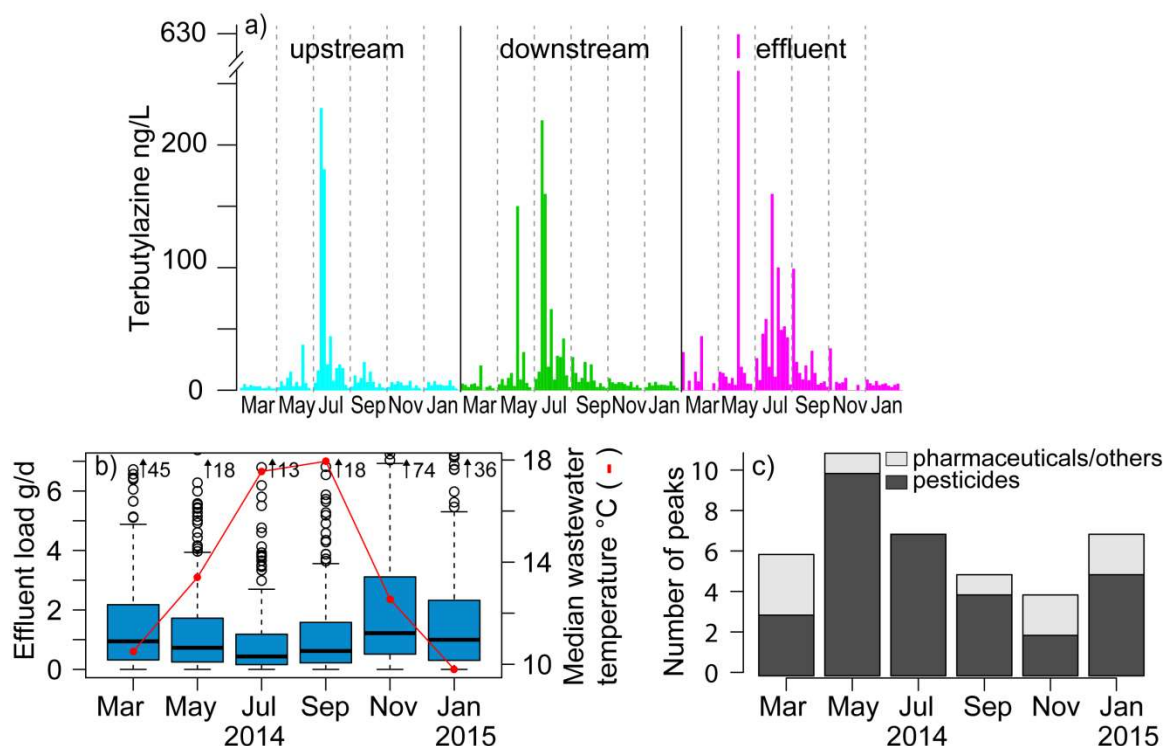 a)
upstream downstream effluent
Terbutylazine ng/L
630
200
100
0
Mar May Jul Sep Nov Jan Mar May Jul Sep Nov Jan Mar May Jul Sep Nov Jan
b)
45 18 13 18 74 36
Effluent load g/d
6
4
2
0
Median wastewater
temperature °C (-)
18
14
10
Mar May Jul Sep Nov Jan
2014 2015
c)
pharmaceuticals/others
pesticides
Number of peaks
10
8
6
4
2
0
Mar May Jul Sep Nov Jan
2014 2015